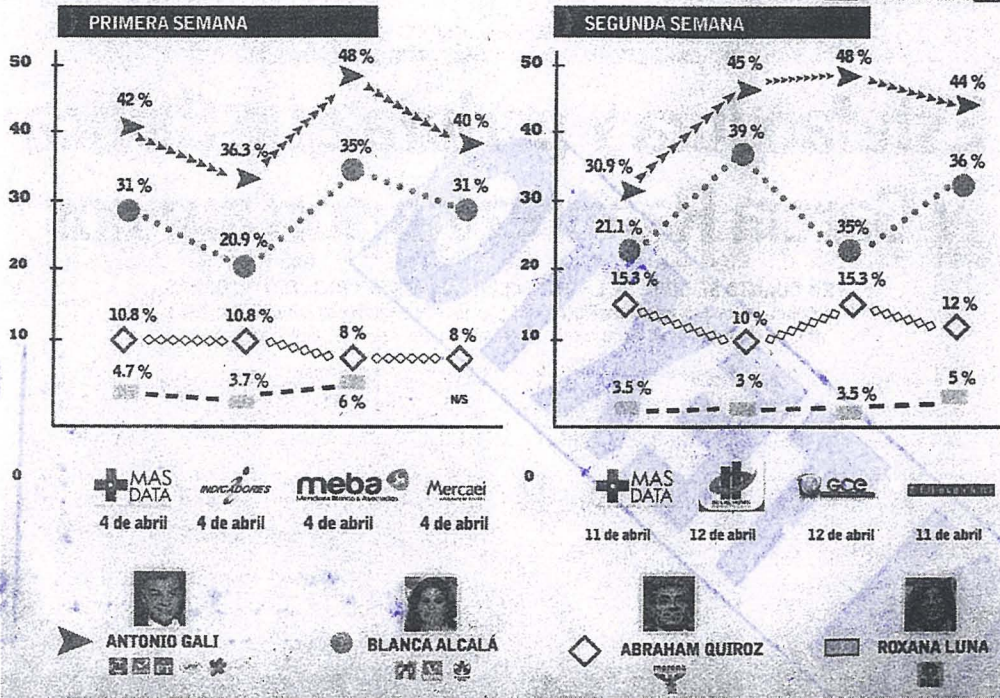 PRIMERA SEMANA
50
40
30
20
10
0
42 %
36.3 %
48 %
40 %
31 %
20.9 %
35%
31 %
10.8 %
10.8 %
8 %
8 %
4.7 %
3.7 %
6 %
N/S
MAS DATA
INDICADORES
meba
Mercaei
4 de abril
4 de abril
4 de abril
4 de abril
SEGUNDA SEMANA
50
40
30
20
10
0
30.9 %
45 %
48 %
44 %
21.1 %
39 %
35%
36 %
15.3 %
10 %
15.3 %
12 %
3.5 %
3 %
3.5 %
5 %
MAS DATA
GCE
11 de abril
12 de abril
12 de abril
11 de abril
ANTONIO GALI
BLANCA ALCALÁ
ABRAHAM QUIROZ
morena
ROXANA LUNA